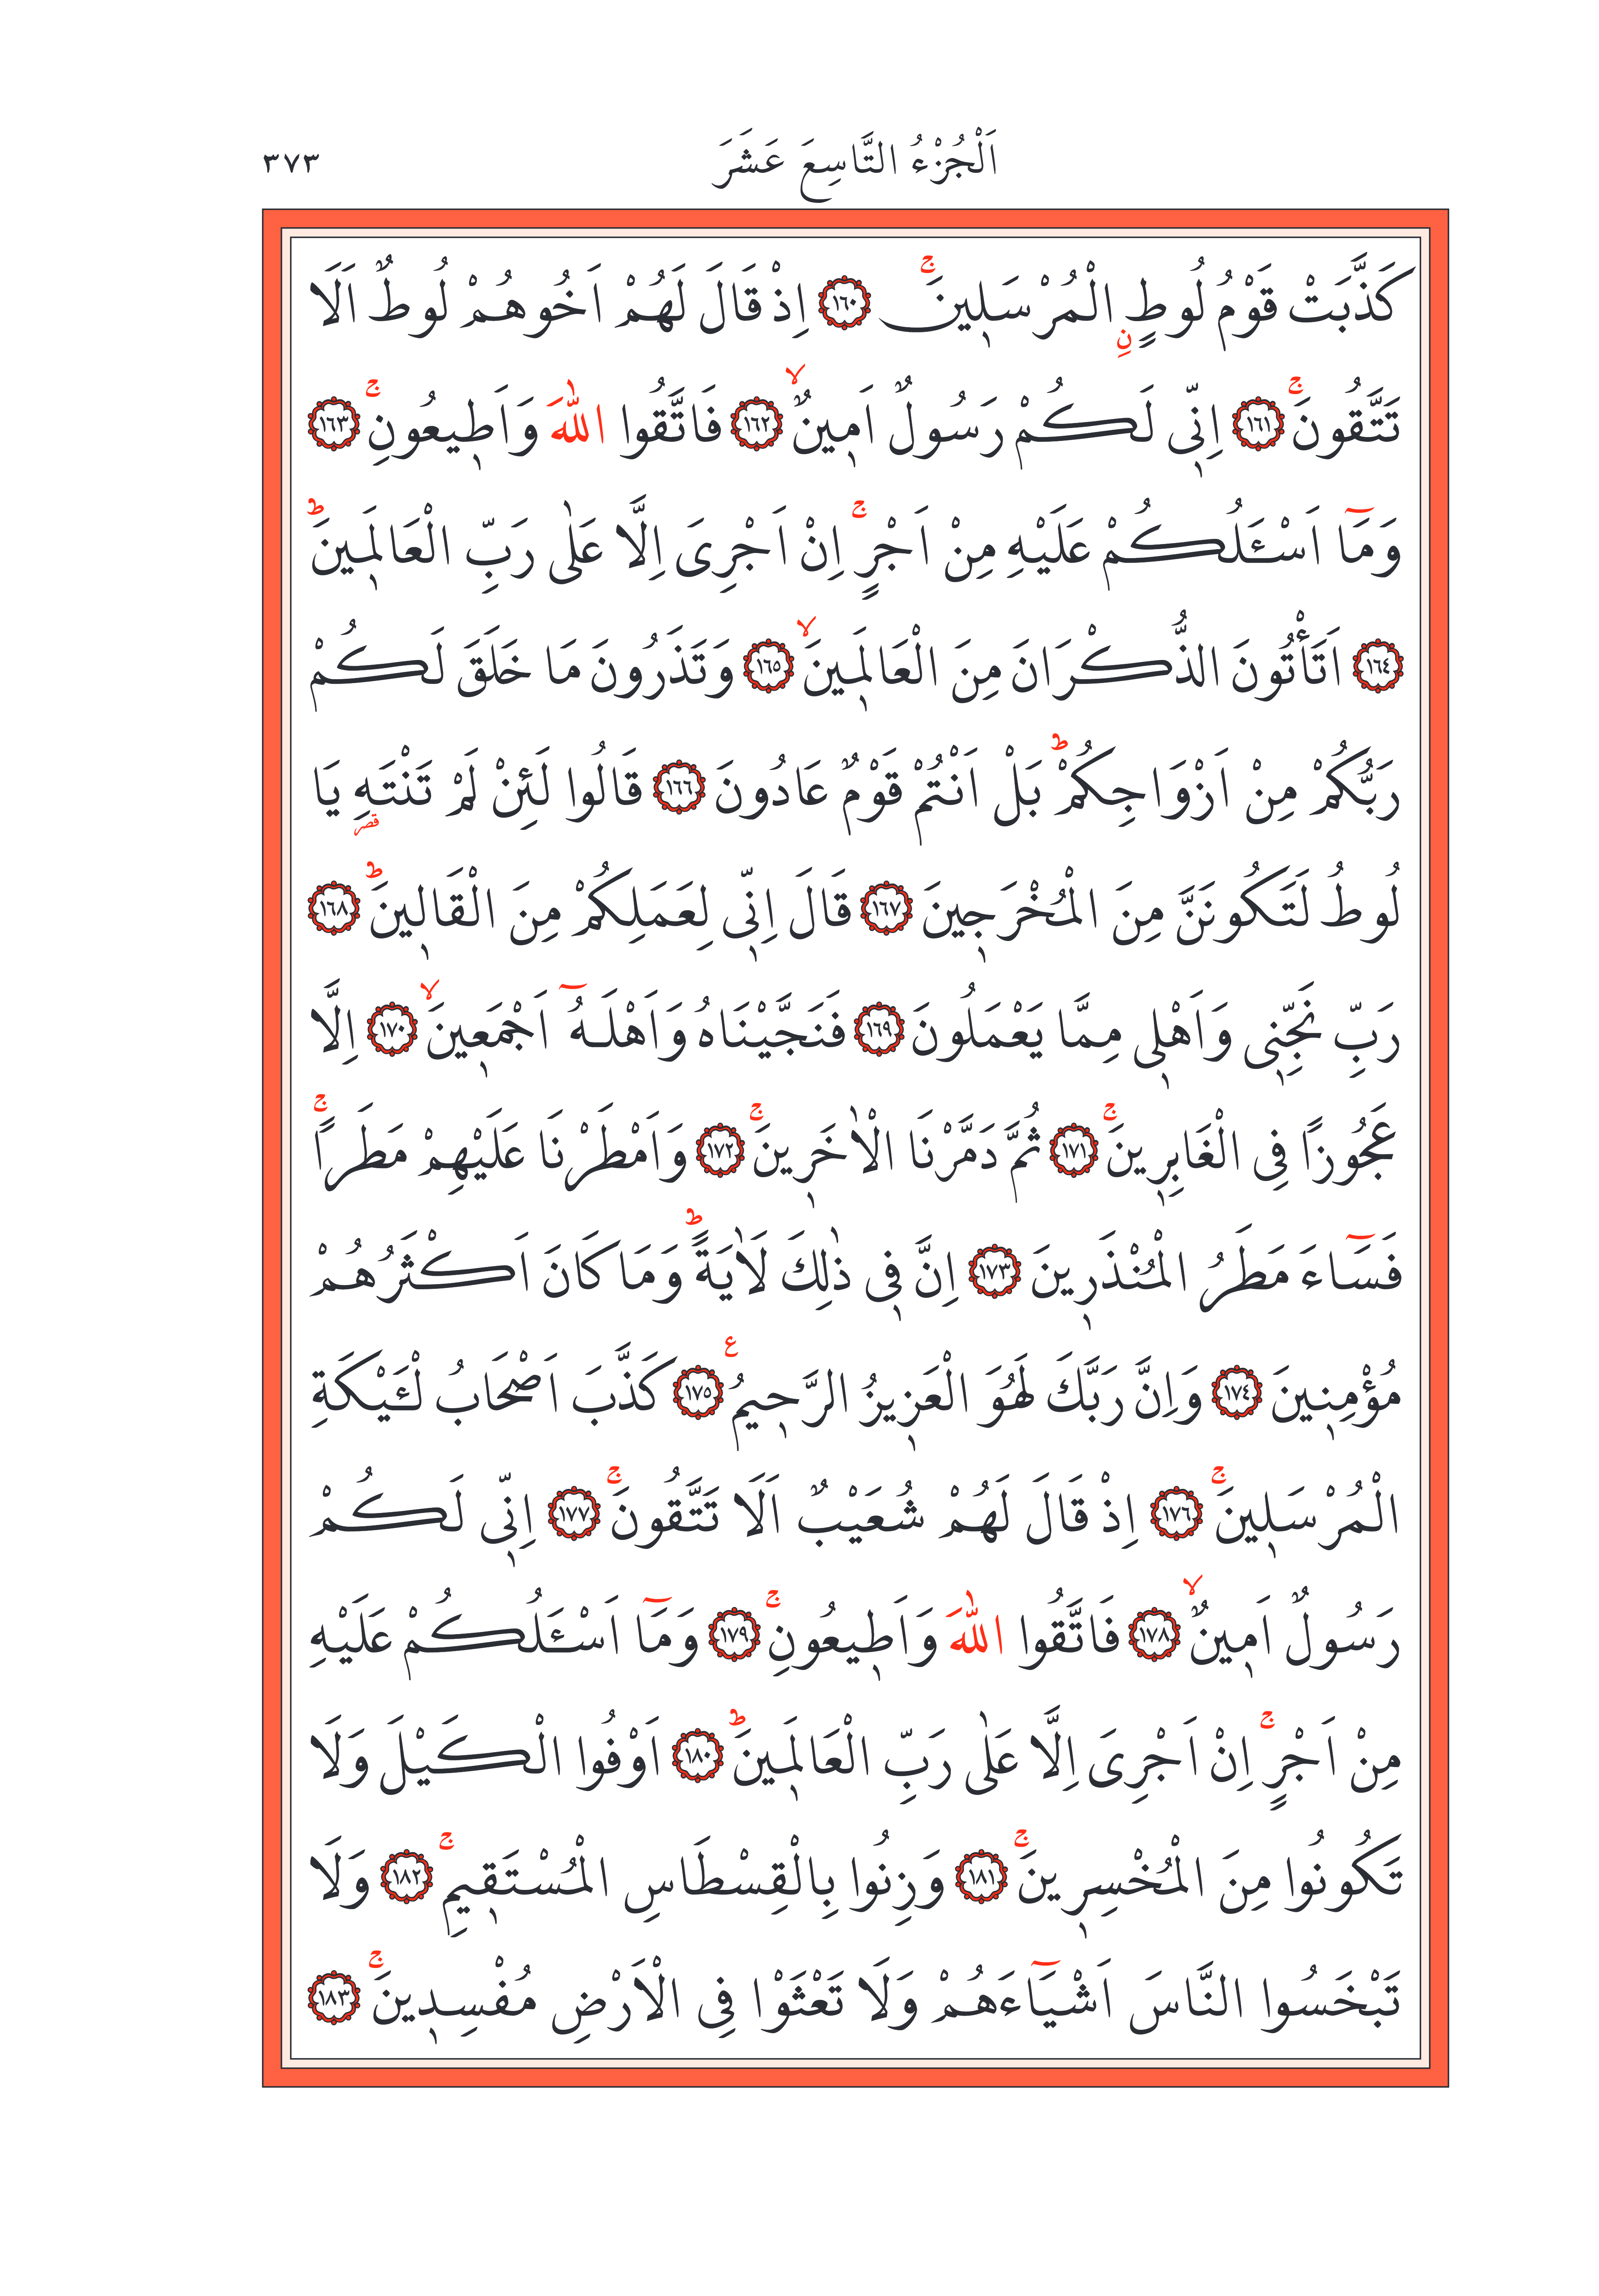 اَلْجُزْءُ التَّاسِعَ عَشَرَ ٣٧٣
كَذَّبَتْ قَوْمُ لُوطٍ ن۪ الْمُرْسَل۪ينَۚ ﴿١٦٠﴾ اِذْ قَالَ لَهُمْ اَخُوهُمْ لُوطٌ اَلَا
تَتَّقُونَۚ ﴿١٦١﴾ اِنّ۪ى لَكُمْ رَسُولٌ اَم۪ينٌۙ ﴿١٦٢﴾ فَاتَّقُوا اللّٰهَ وَاَط۪يعُونِۚ ﴿١٦٣﴾
وَمَٓا اَسْـَٔلُكُمْ عَلَيْهِ مِنْ اَجْرٍۚ اِنْ اَجْرِىَ اِلَّا عَلٰى رَبِّ الْعَالَم۪ينَۜ
﴿١٦٤﴾ اَتَأْتُونَ الذُّكْرَانَ مِنَ الْعَالَم۪ينَۙ ﴿١٦٥﴾ وَتَذَرُونَ مَا خَلَقَ لَكُمْ
رَبُّكُمْ مِنْ اَزْوَاجِكُمْۜ بَلْ اَنْتُمْ قَوْمٌ عَادُونَ ﴿١٦٦﴾ قَالُوا لَئِنْ لَمْ تَنْتَهِ قصر يَا
لُوطُ لَتَكُونَنَّ مِنَ الْمُخْرَج۪ينَ ﴿١٦٧﴾ قَالَ اِنّ۪ى لِعَمَلِكُمْ مِنَ الْقَال۪ينَۜ ﴿١٦٨﴾
رَبِّ نَجِّن۪ى وَاَهْل۪ى مِمَّا يَعْمَلُونَ ﴿١٦٩﴾ فَنَجَّيْنَاهُ وَاَهْلَهُٓ اَجْمَع۪ينَۙ ﴿١٧٠﴾ اِلَّا
عَجُوزًا فِى الْغَابِر۪ينَۚ ﴿١٧١﴾ ثُمَّ دَمَّرْنَا الْاٰخَر۪ينَۚ ﴿١٧٢﴾ وَاَمْطَرْنَا عَلَيْهِمْ مَطَرًاۚ
فَسَٓاءَ مَطَرُ الْمُنْذَر۪ينَ ﴿١٧٣﴾ اِنَّ ف۪ى ذٰلِكَ لَاٰيَةًۜ وَمَا كَانَ اَكْثَرُهُمْ
مُؤْمِن۪ينَ ﴿١٧٤﴾ وَاِنَّ رَبَّكَ لَهُوَ الْعَز۪يزُ الرَّح۪يمُ ع ﴿١٧٥﴾ كَذَّبَ اَصْحَابُ لْـَٔيْكَةِ
الْمُرْسَل۪ينَۚ ﴿١٧٦﴾ اِذْ قَالَ لَهُمْ شُعَيْبٌ اَلَا تَتَّقُونَۚ ﴿١٧٧﴾ اِنّ۪ى لَكُمْ
رَسُولٌ اَم۪ينٌۙ ﴿١٧٨﴾ فَاتَّقُوا اللّٰهَ وَاَط۪يعُونِۚ ﴿١٧٩﴾ وَمَٓا اَسْـَٔلُكُمْ عَلَيْهِ
مِنْ اَجْرٍۚ اِنْ اَجْرِىَ اِلَّا عَلٰى رَبِّ الْعَالَم۪ينَۜ ﴿١٨٠﴾ اَوْفُوا الْكَيْلَ وَلَا
تَكُونُوا مِنَ الْمُخْسِر۪ينَۚ ﴿١٨١﴾ وَزِنُوا بِالْقِسْطَاسِ الْمُسْتَق۪يمِۚ ﴿١٨٢﴾ وَلَا
تَبْخَسُوا النَّاسَ اَشْيَٓاءَهُمْ وَلَا تَعْثَوْا فِى الْاَرْضِ مُفْسِد۪ينَۚ ﴿١٨٣﴾